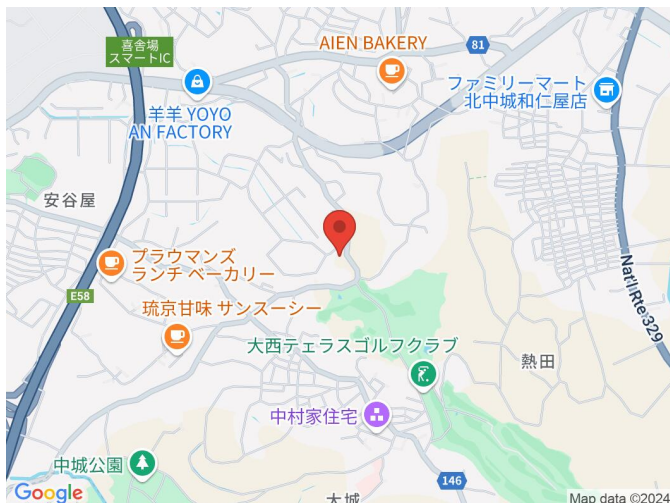 喜舎場
スマートIC
AIEN BAKERY
81
ファミリーマート
北中城和仁屋店
羊羊 YOYO
AN FACTORY
安谷屋
プラウマンズ
ランチ ベーカリー
E58
琉京甘味 サンスーシー
Nat'l Rte 329
大西テェラスゴルフクラブ
熱田
中村家住宅
中城公園
146
大城
Google
Map data ©2024